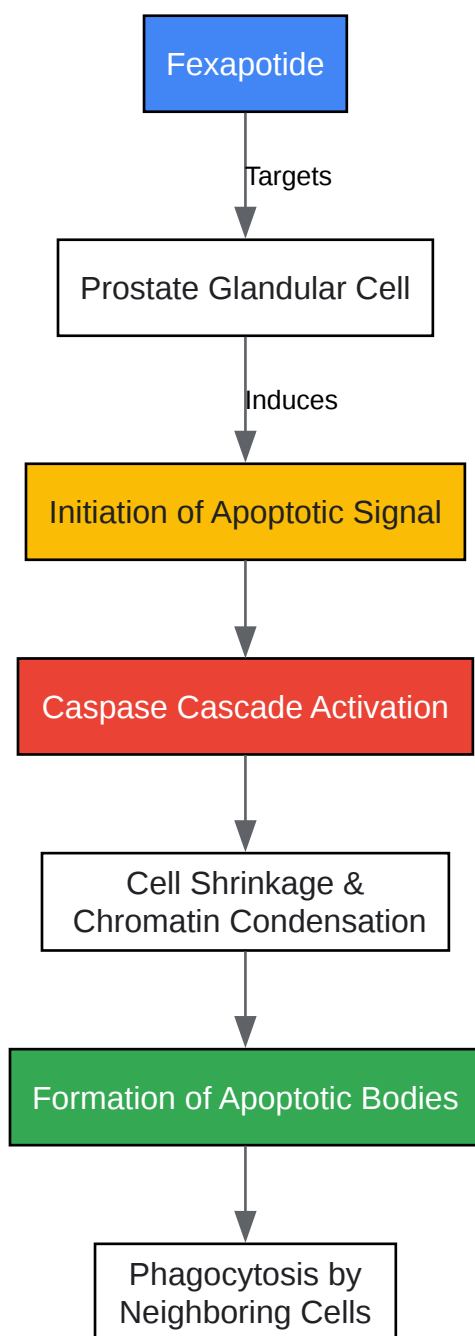 Fexapotide
Targets
Prostate Glandular Cell
Induces
Initiation of Apoptotic Signal
Caspase Cascade Activation
Cell Shrinkage &
Chromatin Condensation
Formation of Apoptotic Bodies
Phagocytosis by
Neighboring Cells